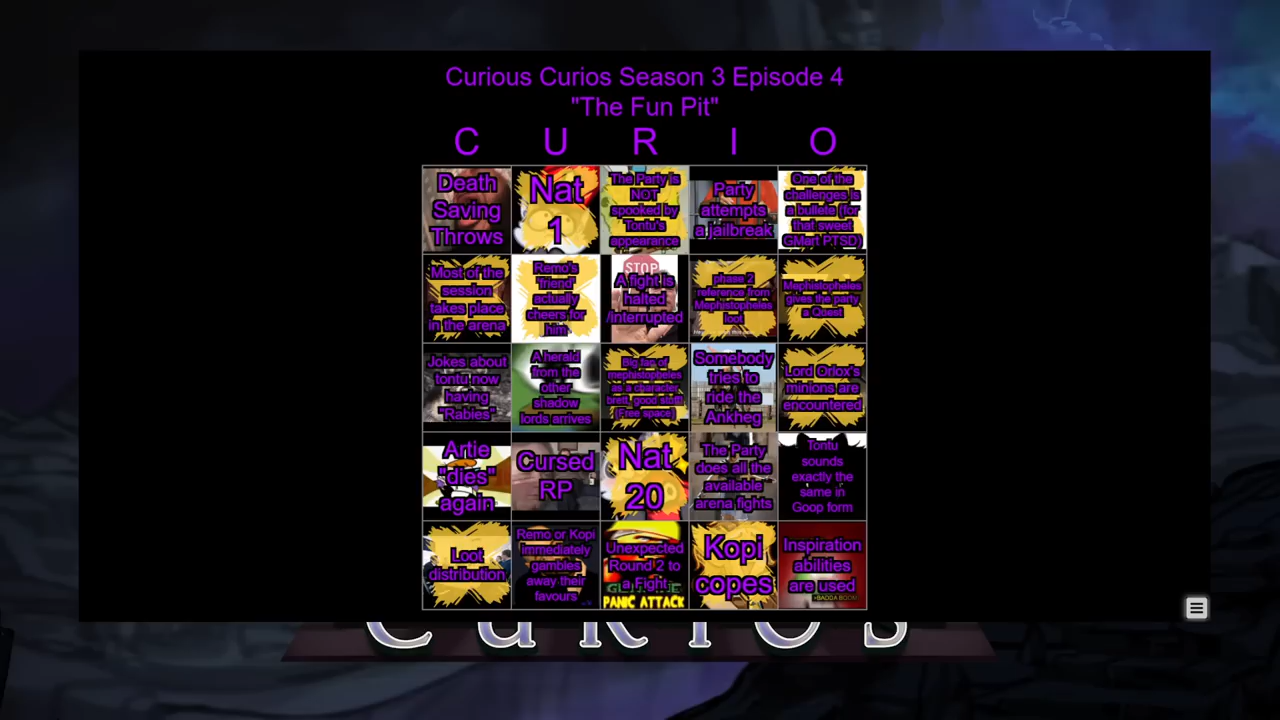 Curious Curios Season 3 Episode 4
"The Fun Pit"
C U R I O
Death
Saving
Throws
Nat
1
The Party is
NOT
spooked by
Tontu's
appearance
Party
attempts
a jailbreak
One of the
challenges is
a bullete (for
that sweet
GMart PTSD)
Most of the
session
takes place
in the arena
Remo's
"friend"
actually
cheers for
him
STOP
A fight is
halted
/interrupted
phase 2
reference from
Mephistopheles
loot
Mephistopheles
gives the party
a Quest
Jokes about
tontu now
having
"Rabies"
A herald
from the
other
shadow
lords arrives
Big fan of
mephistopheles
as a character
brett, good stuff!
(Free space)
Somebody
tries to
ride the
Ankheg
Lord Orlox's
minions are
encountered
Artie
"dies"
again
Cursed
RP
Nat
20
The Party
does all the
available
arena fights
Tontu
sounds
exactly the
same in
Goop form
Loot
distribution
Remo or Kopi
immediately
gambles
away their
favours
Unexpected
Round 2 to
a Fight
PANIC ATTACK
Kopi
copes
Inspiration
abilities
are used
>BADDA BOOM
Curios